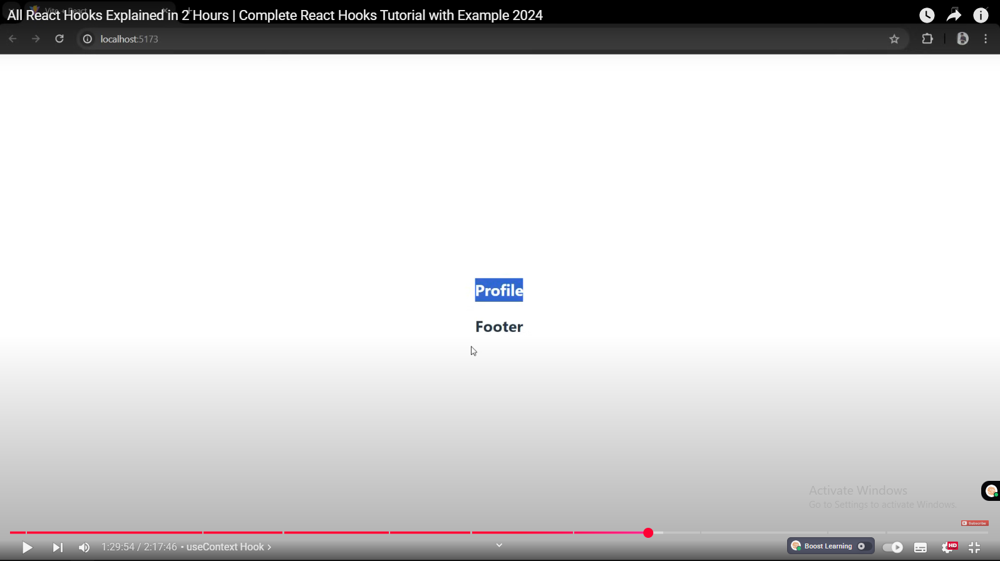 All React Hooks Explained in 2 Hours | Complete React Hooks Tutorial with Example 2024
Vite + React
localhost:5173
Profile
Footer
Activate Windows
Go to Settings to activate Windows.
Subscribe
1:29:54 / 2:17:46 • useContext Hook >
Boost Learning
HD